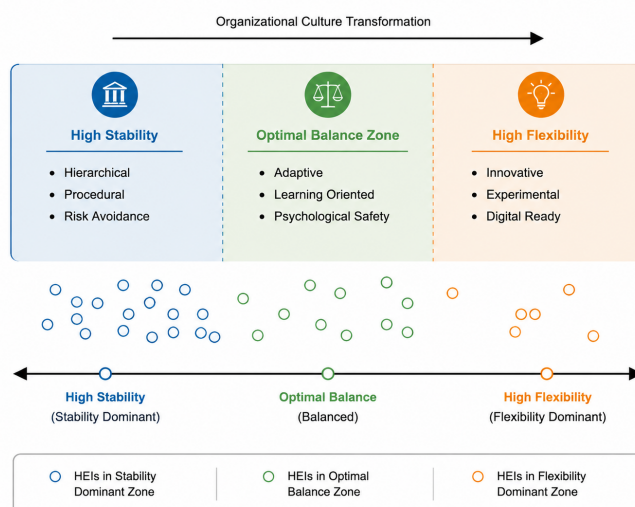 Organizational Culture Transformation
High Stability
Optimal Balance Zone
High Flexibility
• Hierarchical
• Procedural
• Risk Avoidance
• Adaptive
• Learning Oriented
• Psychological Safety
• Innovative
• Experimental
• Digital Ready
High Stability
(Stability Dominant)
Optimal Balance
(Balanced)
High Flexibility
(Flexibility Dominant)
HEIs in Stability
Dominant Zone
HEIs in Optimal
Balance Zone
HEIs in Flexibility
Dominant Zone